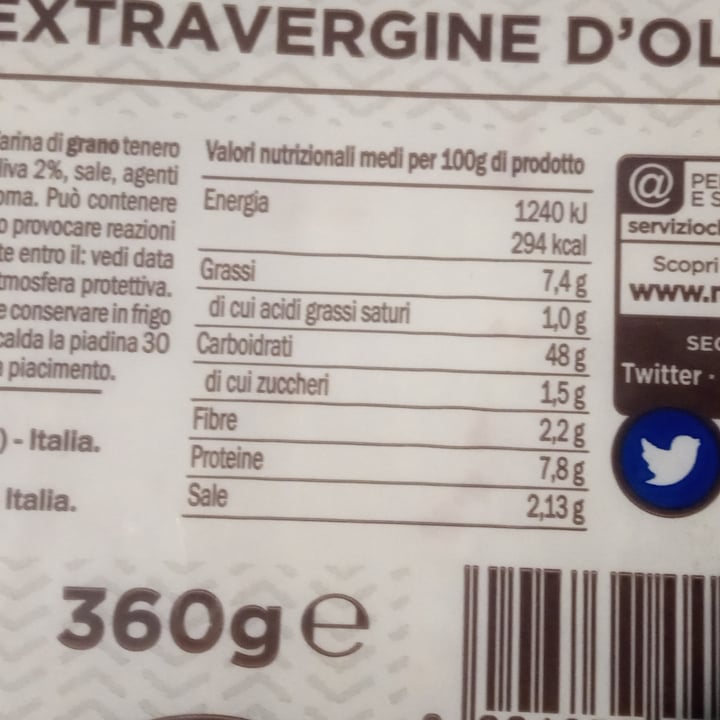 EXTRAVERGINE D'OL
arina di grano tenero
liva 2%, sale, agenti
oma. Può contenere
o provocare reazioni
te entro il: vedi data
tmosfera protettiva.
e conservare in frigo
calda la piadina 30
a piacimento.
) - Italia.
Italia.
Valori nutrizionali medi per 100g di prodotto
Energia 1240 kJ
294 kcal
Grassi 7,4 g
di cui acidi grassi saturi 1,0 g
Carboidrati 48 g
di cui zuccheri 1,5 g
Fibre 2,2 g
Proteine 7,8 g
Sale 2,13 g
@ PE
E S
serviziocl
Scopri
www.
SEG
Twitter ·
360g e